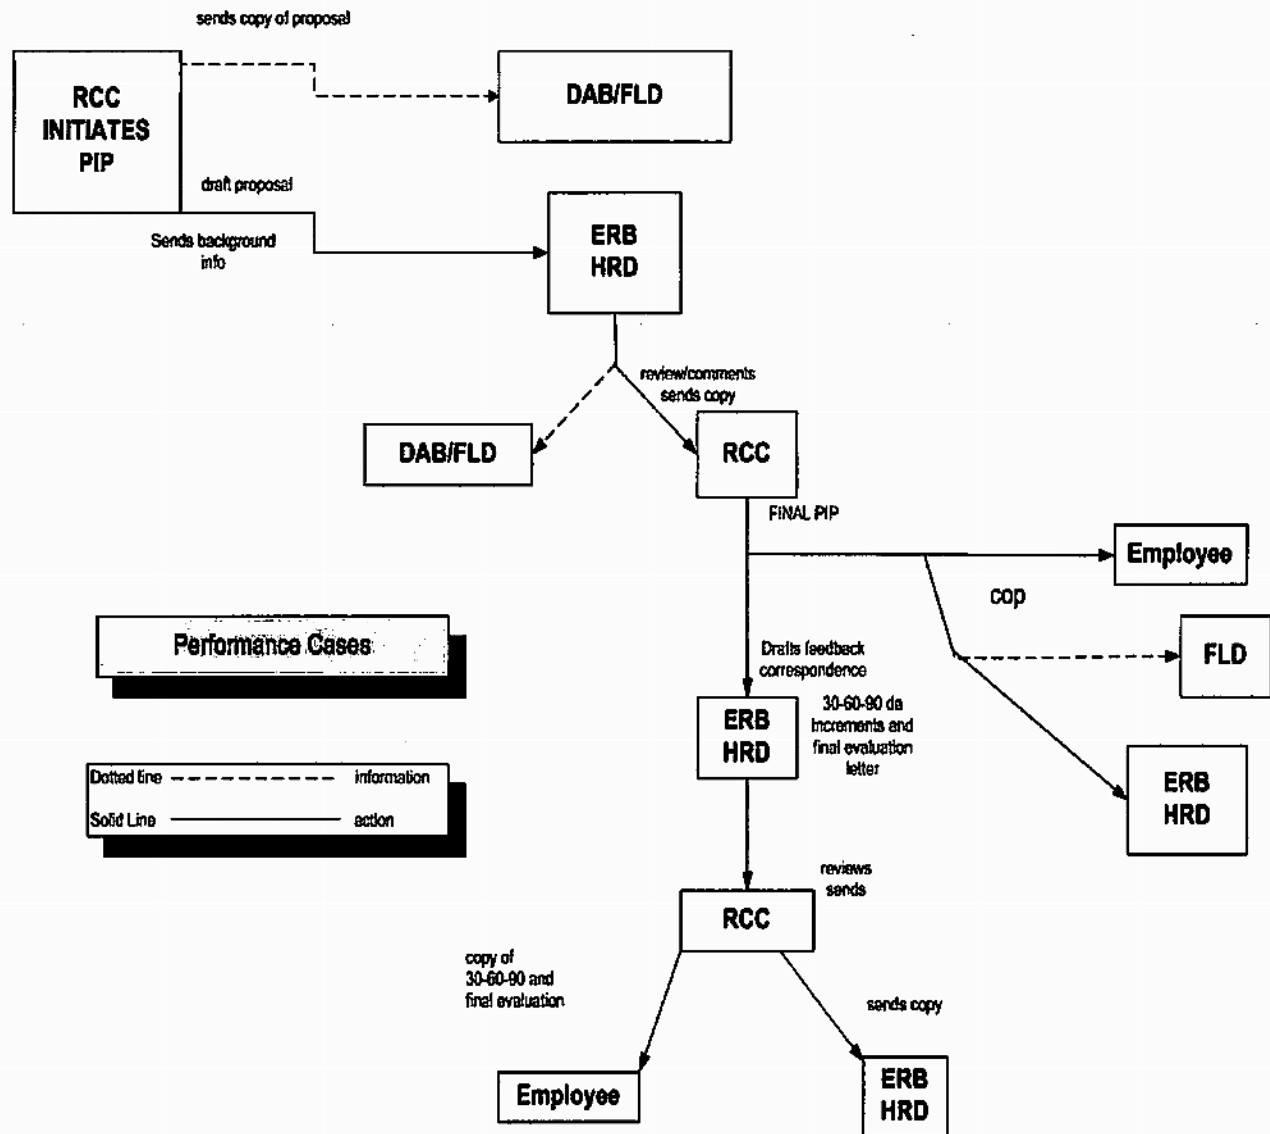 sends copy of proposal
RCC
INITIATES
PIP
DAB/FLD
draft proposal
Sends background
info
ERB
HRD
review/comments
sends copy
DAB/FLD
RCC
FINAL PIP
Employee
cop
Performance Cases
Drafts feedback
correspondence
FLD
ERB
HRD
30-60-90 da
Increments and
final evaluation
letter
Dotted line
information
Solid Line
action
ERB
HRD
reviews
sends
RCC
copy of
30-60-90 and
final evaluation
sends copy
Employee
ERB
HRD